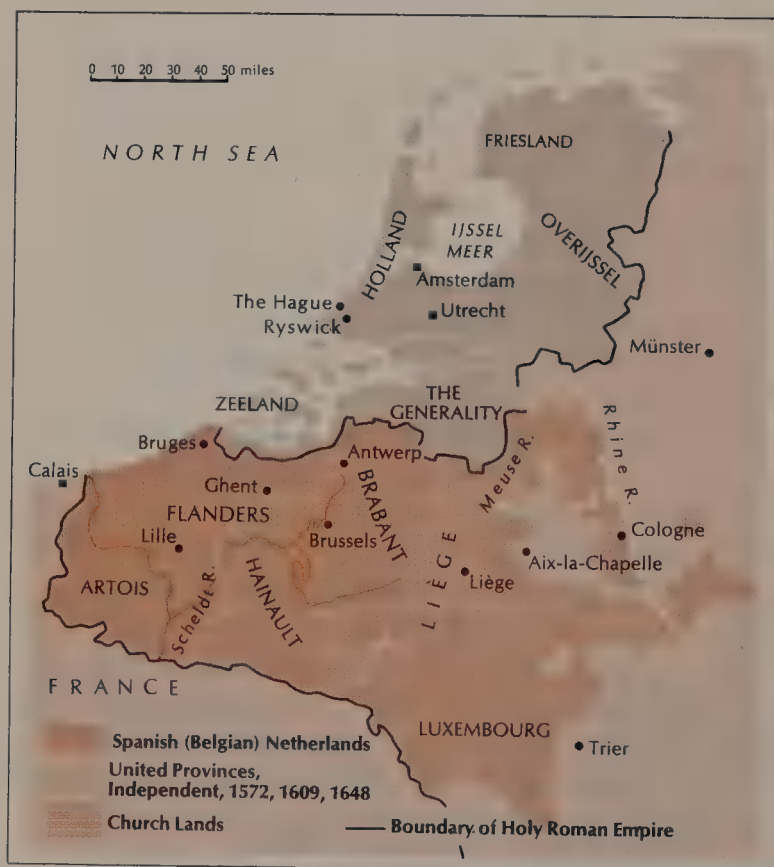 0 10 20 30 40 50 miles
NORTH SEA
FRIESLAND
HOLLAND
IJSSEL
MEER
OVERIJSSEL
Amsterdam
The Hague
Ryswick
Utrecht
Münster
ZEELAND
THE
GENERALITY
Rhine R.
Bruges
Antwerp
Meuse R.
Calais
Ghent
BRABANT
FLANDERS
Lille
Brussels
Cologne
LIÈGE
Aix-la-Chapelle
ARTOIS
Scheldt R.
HAINAULT
Liège
FRANCE
LUXEMBOURG
Trier
Spanish (Belgian) Netherlands
United Provinces,
Independent, 1572, 1609, 1648
Church Lands
Boundary of Holy Roman Empire